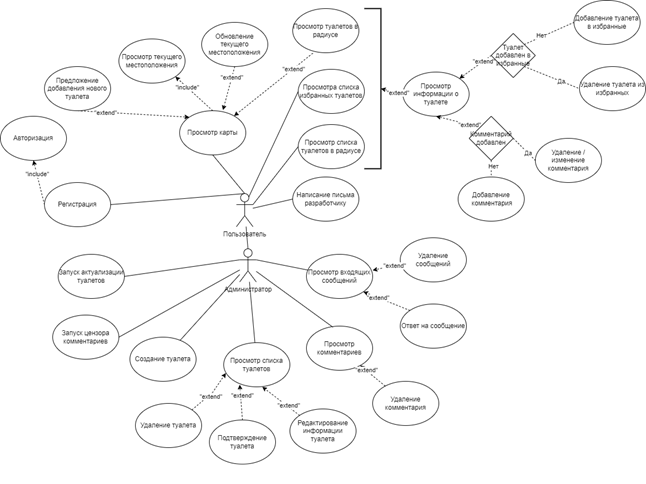 Обновление
текущего
местоположения
Просмотр туалетов в
радиусе
Просмотр текущего
местоположения
"extend"
"extend"
"include"
Предложение
добавления нового
туалета
"extend"
Просмотр карты
Просмотра списка
избранных туалетов
Просмотр списка
туалетов в радиусе
Написание письма
разработчику
"extend"
Просмотр
информации о
туалете
"extend"
Туалет
добавлен в
избранные
Нет
Добавление туалета
в избранные
Да
Удаление туалета из
избранных
"extend"
Комментарий
добавлен
Да
Удаление /
изменение
комментария
Нет
Добавление
комментария
Авторизация
"include"
Регистрация
Пользователь
Администратор
Запуск актуализации
туалетов
Запуск цензора
комментариев
Создание туалета
Просмотр списка
туалетов
"extend"
"extend"
"extend"
Удаление туалета
Подтверждение
туалета
Редактирование
информации
туалета
Просмотр
комментариев
"extend"
Удаление
комментария
Просмотр входящих
сообщений
"extend"
Удаление
сообщений
"extend"
Ответ на сообщение